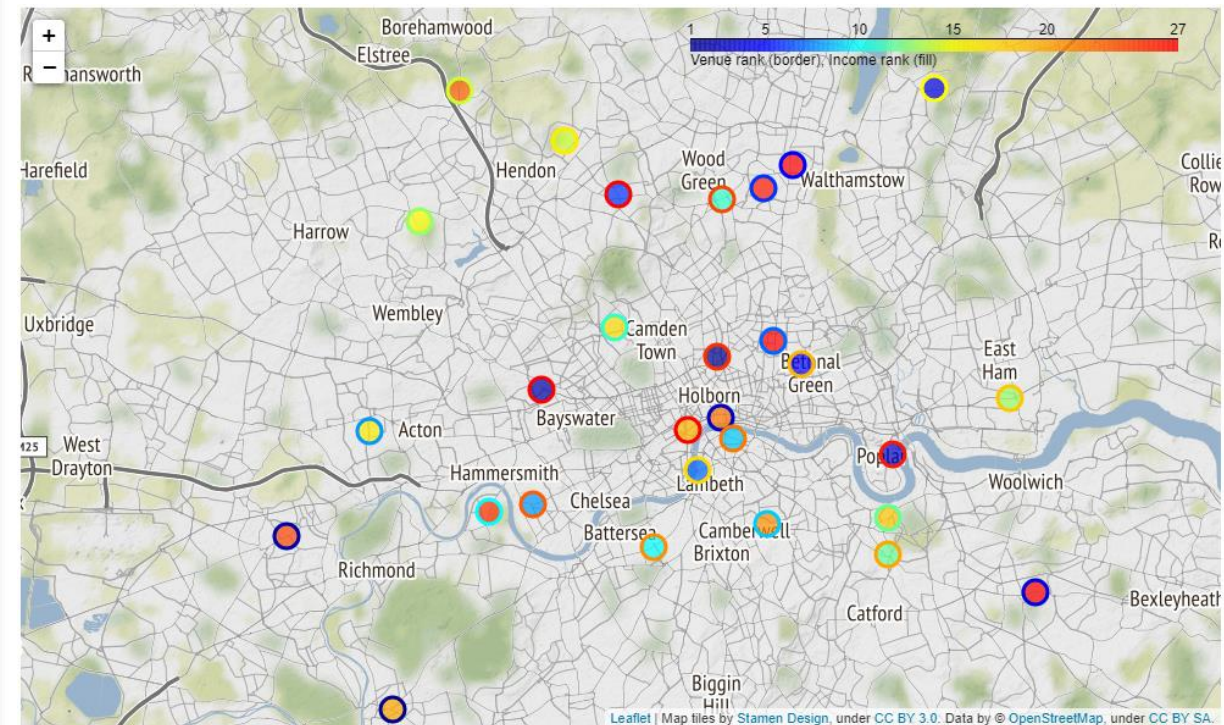 Borehamwood
+
1 5 10 15 20 27
Elstree
Venue rank (border), Income rank (fill)
−
Harefield
Hendon
Wood
Green
Walthamstow
Collie
Row
Harrow
Wembley
Uxbridge
Camden
Town
East
Ham
Bethnal
Green
Holborn
Bayswater
Acton
M25
West
Drayton
Hammersmith
Poplar
Woolwich
Lambeth
Chelsea
Battersea
Camberwell
Brixton
Richmond
Catford
Bexleyheath
Biggin
Hill
Leaflet | Map tiles by Stamen Design, under CC BY 3.0. Data by © OpenStreetMap, under CC BY SA.